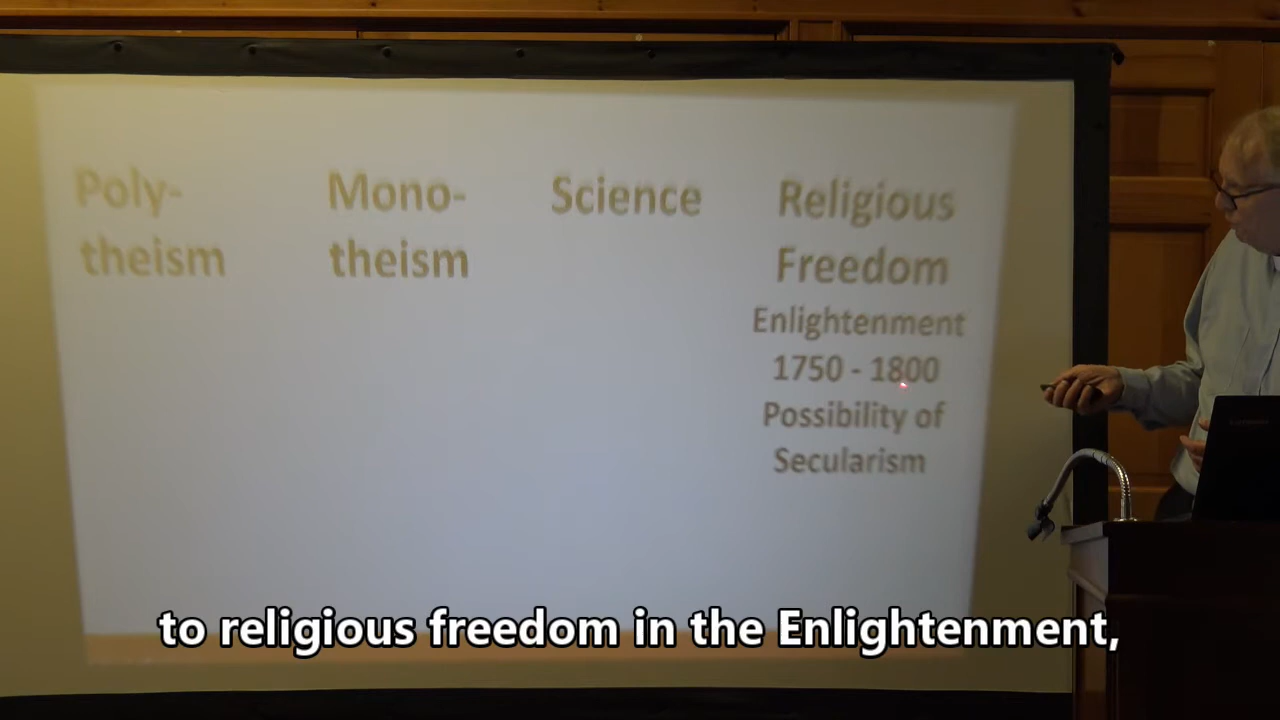 Poly-
theism
Mono-
theism
Science
Religious
Freedom
Enlightenment
1750 - 1800
Possibility of
Secularism
to religious freedom in the Enlightenment,